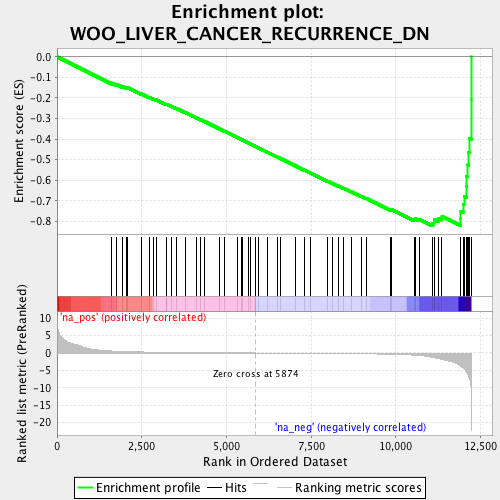 Enrichment plot:
WOO_LIVER_CANCER_RECURRENCE_DN
Enrichment score (ES)
0.0
-0.1
-0.2
-0.3
-0.4
-0.5
-0.6
-0.7
-0.8
'na_pos' (positively correlated)
Ranked list metric (PreRanked)
10
5
0
-5
-10
-15
-20
Zero cross at 5874
'na_neg' (negatively correlated)
0 2,500 5,000 7,500 10,000 12,500
Rank in Ordered Dataset
Enrichment profile Hits Ranking metric scores